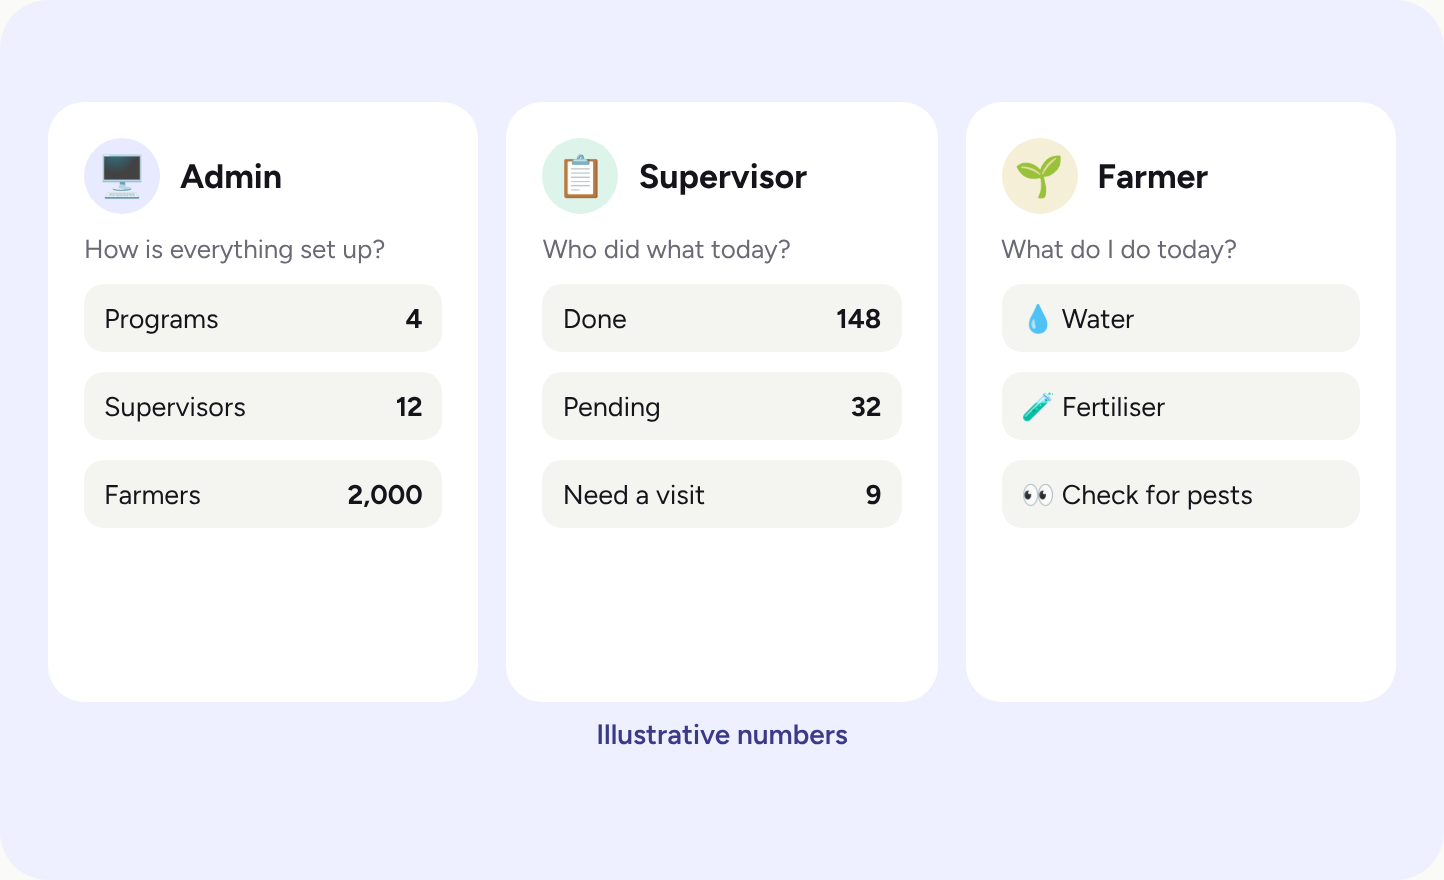 Admin
How is everything set up?
Programs 4
Supervisors 12
Farmers 2,000
Supervisor
Who did what today?
Done 148
Pending 32
Need a visit 9
Farmer
What do I do today?
Water
Fertiliser
Check for pests
Illustrative numbers